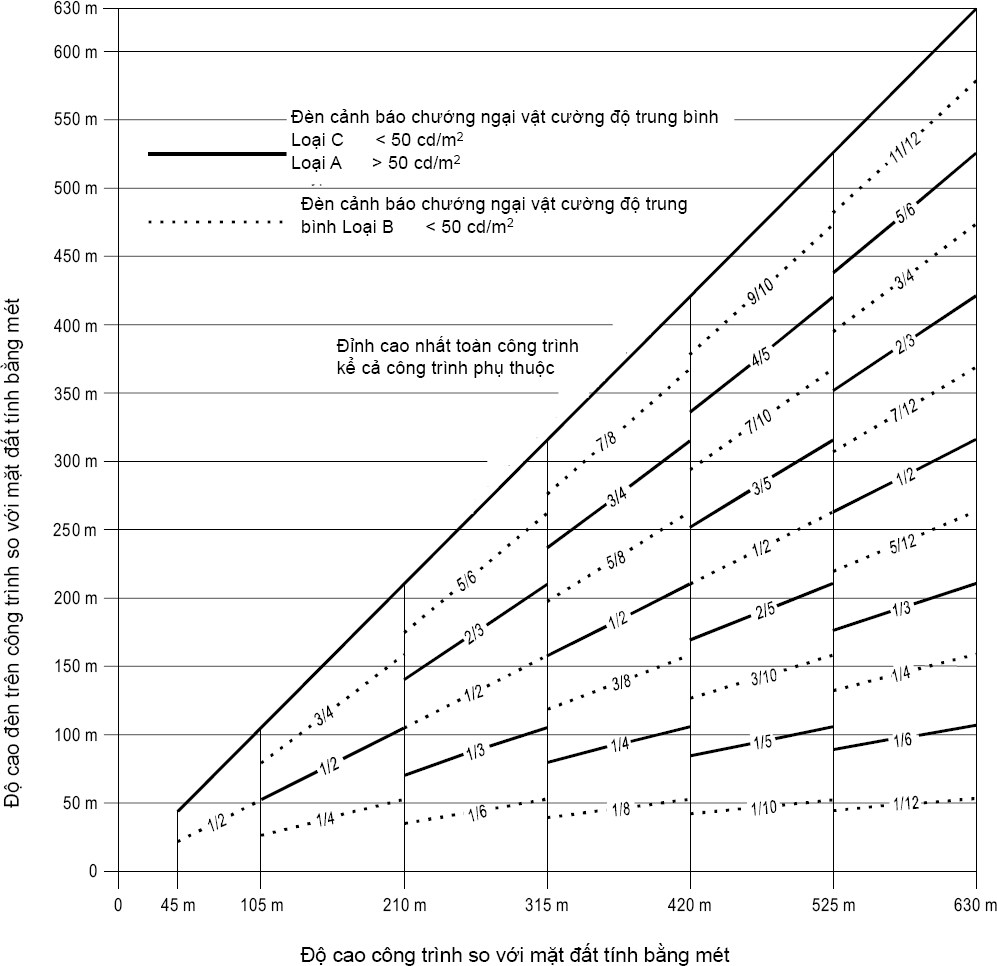 630 m
600 m
550 m
500 m
450 m
400 m
350 m
300 m
250 m
200 m
150 m
100 m
50 m
0
Độ cao đèn trên công trình so với mặt đất tính bằng mét
Đèn cảnh báo chướng ngại vật cường độ trung bình
Loại C < 50 cd/m²
Loại A > 50 cd/m²
Đèn cảnh báo chướng ngại vật cường độ trung
bình Loại B < 50 cd/m²
Đỉnh cao nhất toàn công trình
kể cả công trình phụ thuộc
1/2
3/4
1/2
1/4
5/6
2/3
1/2
1/3
1/6
7/8
3/4
5/8
1/2
3/8
1/4
1/8
9/10
4/5
7/10
3/5
1/2
2/5
3/10
1/5
1/10
11/12
5/6
3/4
2/3
7/12
1/2
5/12
1/3
1/4
1/6
1/12
0 45 m 105 m 210 m 315 m 420 m 525 m 630 m
Độ cao công trình so với mặt đất tính bằng mét